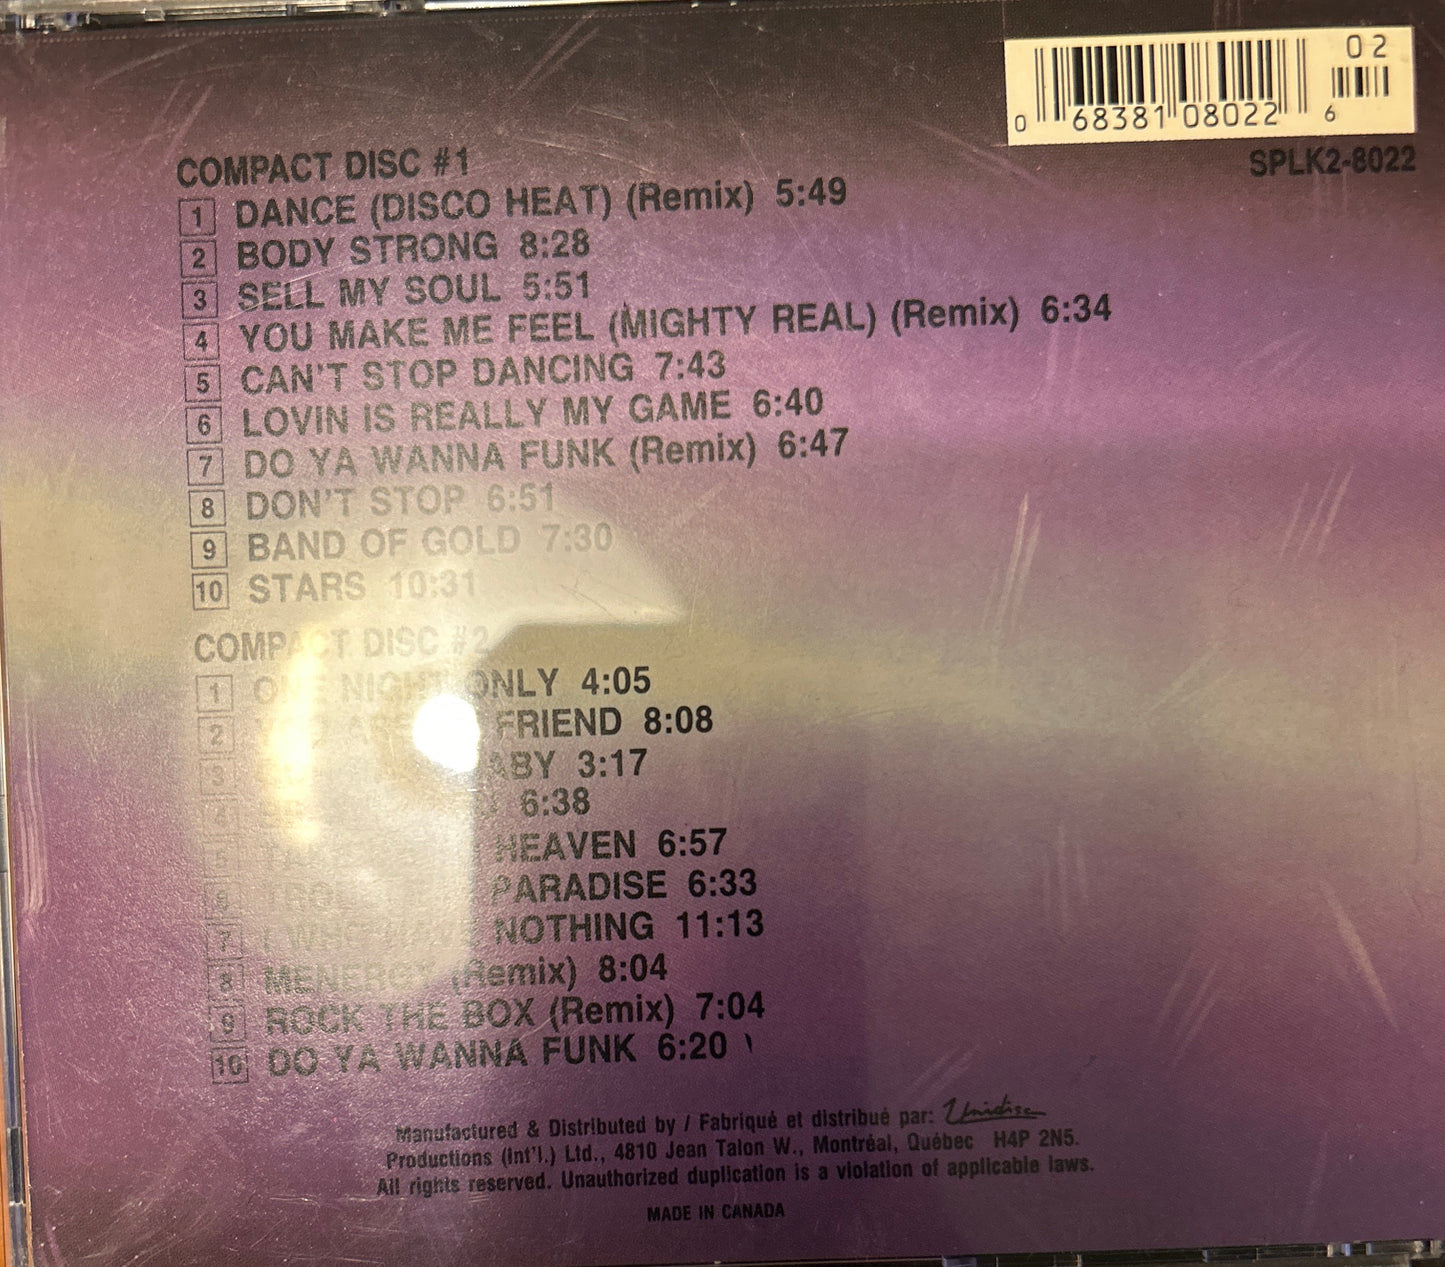 02
0 68381 08022 6
SPLK2-8022
COMPACT DISC #1
1 DANCE (DISCO HEAT) (Remix) 5:49
2 BODY STRONG 8:28
3 SELL MY SOUL 5:51
4 YOU MAKE ME FEEL (MIGHTY REAL) (Remix) 6:34
5 CAN'T STOP DANCING 7:43
6 LOVIN IS REALLY MY GAME 6:40
7 DO YA WANNA FUNK (Remix) 6:47
8 DON'T STOP 6:51
9 BAND OF GOLD 7:30
10 STARS 10:31
COMPACT DISC #2
1 ONE NIGHT ONLY 4:05
2 FRIEND 8:08
3 BABY 3:17
4 6:38
5 HEAVEN 6:57
6 PARADISE 6:33
7 I WHO HAVE NOTHING 11:13
8 MENERGY (Remix) 8:04
9 ROCK THE BOX (Remix) 7:04
10 DO YA WANNA FUNK 6:20
Manufactured & Distributed by / Fabriqué et distribué par: Unidisc
Productions (Int'l.) Ltd., 4810 Jean Talon W., Montréal, Québec H4P 2N5.
All rights reserved. Unauthorized duplication is a violation of applicable laws.
MADE IN CANADA